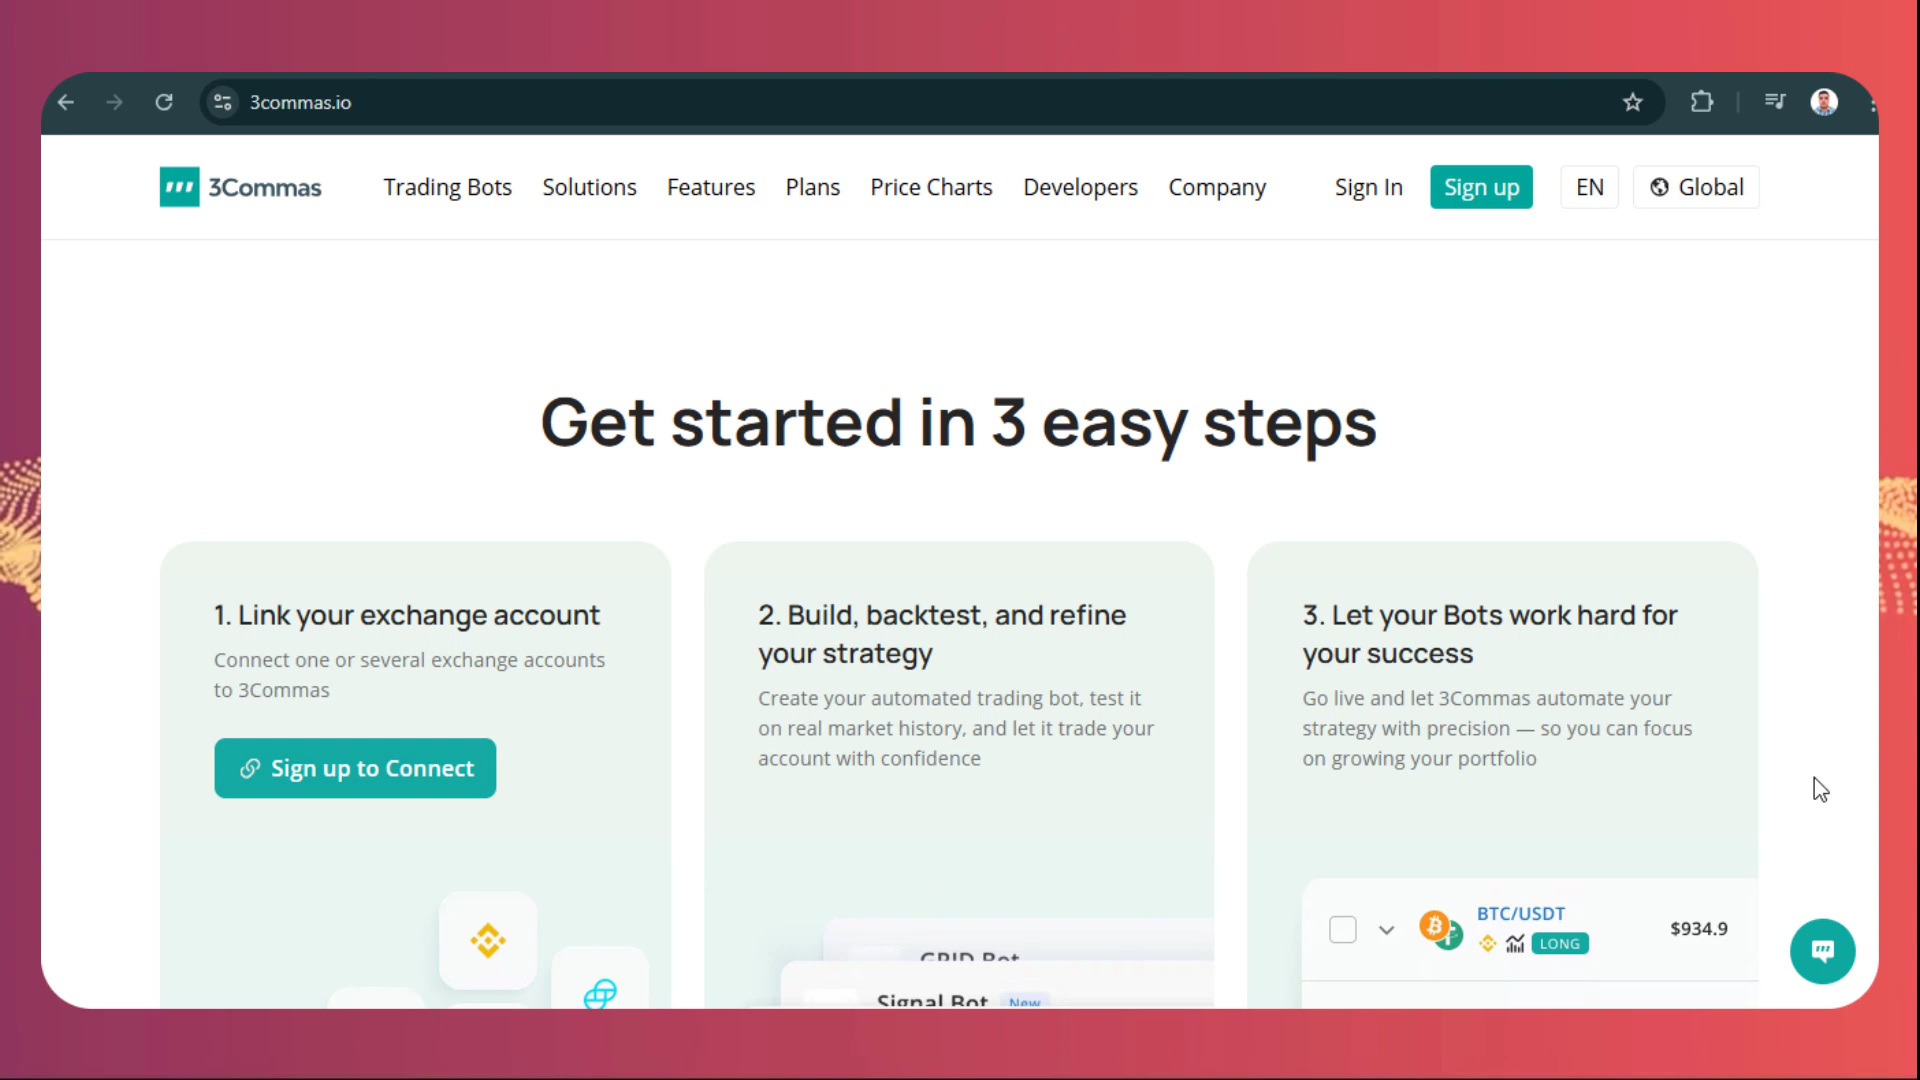 3commas.io
3Commas
Trading Bots
Solutions
Features
Plans
Price Charts
Developers
Company
Sign In
Sign up
EN
Global
Get started in 3 easy steps
1. Link your exchange account
Connect one or several exchange accounts
to 3Commas
Sign up to Connect
2. Build, backtest, and refine
your strategy
Create your automated trading bot, test it
on real market history, and let it trade your
account with confidence
GRID Bot
Signal Bot New
3. Let your Bots work hard for
your success
Go live and let 3Commas automate your
strategy with precision — so you can focus
on growing your portfolio
BTC/USDT
LONG
$934.9